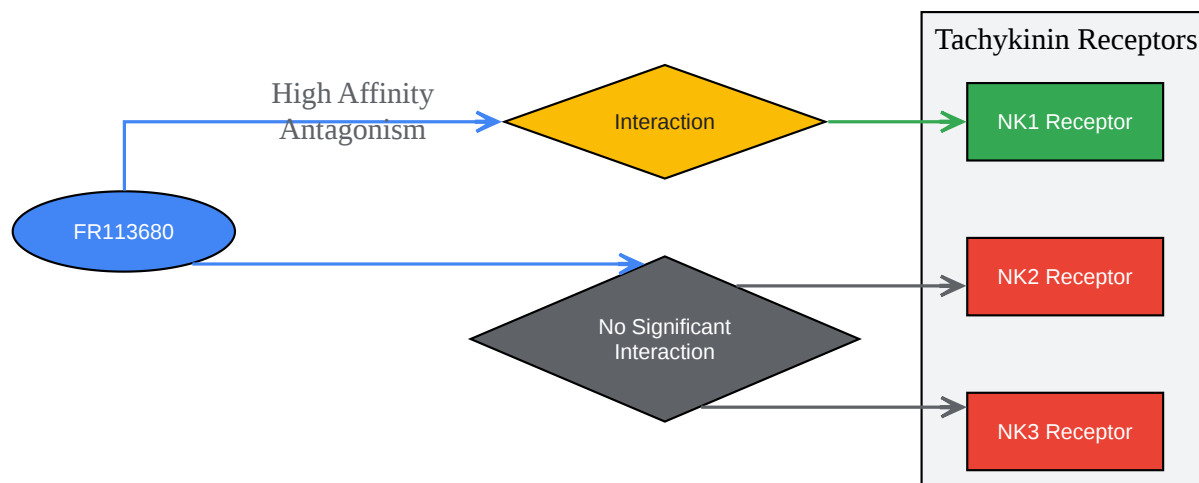 Tachykinin Receptors
High Affinity
Antagonism
Interaction
NK1 Receptor
FR113680
NK2 Receptor
No Significant
Interaction
NK3 Receptor